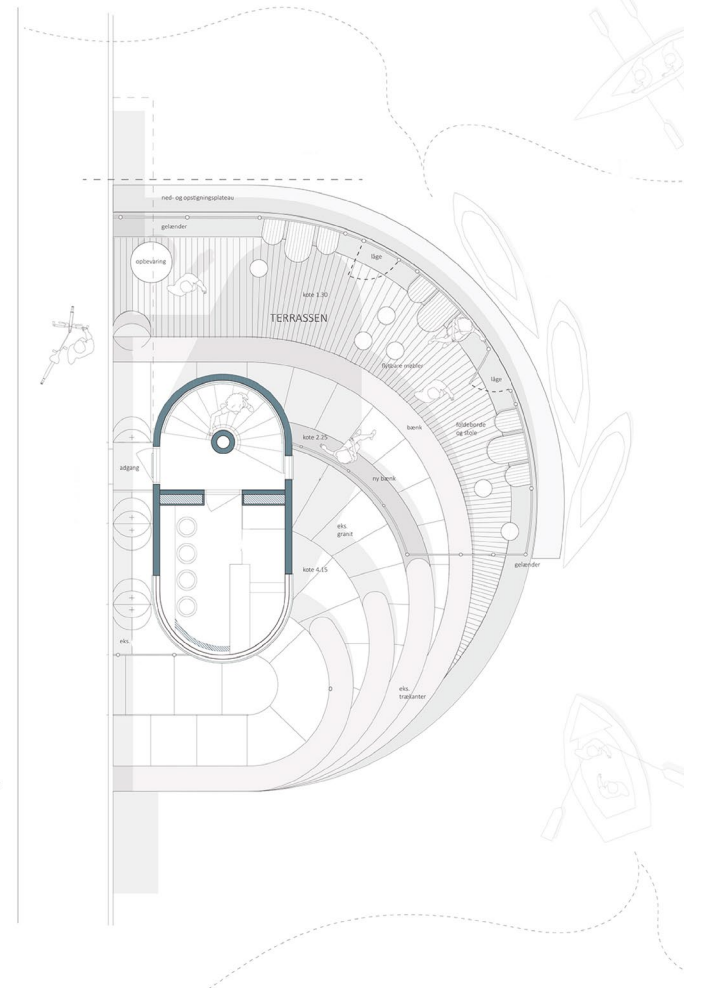 ned- og opstigningsplateau
gelænder
låge
opbevaring
kote 1.30
TERRASSEN
flytbare møbler
låge
bænk
foldeborde
og stole
kote 2.25
adgang
ny bænk
eks.
granit
gelænder
kote 4.15
eks.
eks.
trækanter